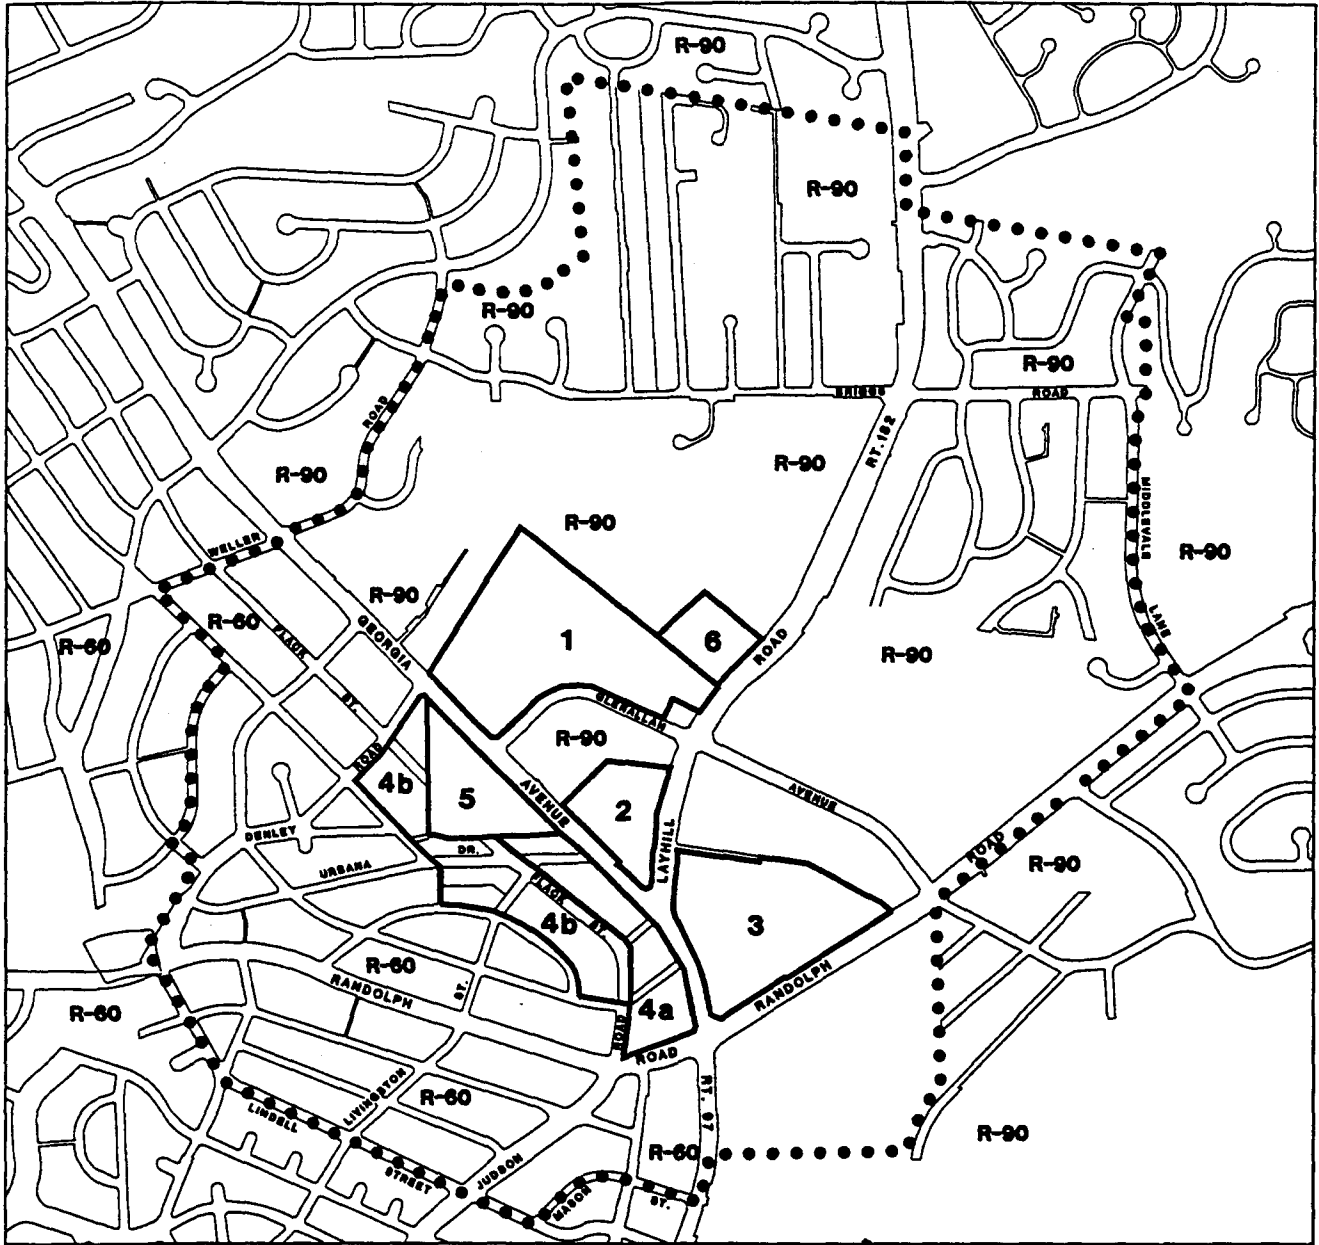 R-90
R-90
R-90
R-90
BRIGGS
ROAD
ROAD
RT.182
R-90
R-90
R-90
MIDDLEVALE
LANE
R-90
WELLER
R-90
R-60
R-60
FLACK
ST.
GEORGIA
1
6
ROAD
R-90
GLENALLAN
R-90
ROAD
4b
5
AVENUE
2
AVENUE
LAYHILL
DENLEY
DR.
URBANA
ROAD
R-90
FLACK
ST.
4b
3
R-60
RANDOLPH
ST.
RANDOLPH
R-60
4a
ROAD
ROAD
R-60
LIVINGSTON
LINDELL
STREET
JUDSON
RT. 97
R-60
R-90
MASON
ST.